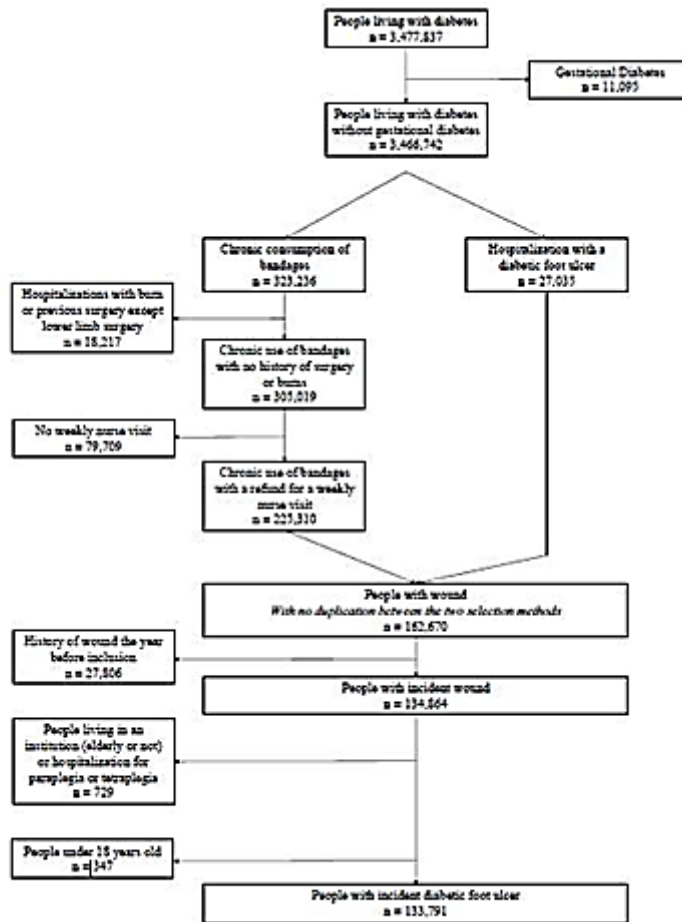 People living with diabetes
n = 3,477,837
Gestational Diabetes
n = 11,095
People living with diabetes
without gestational diabetes
n = 3,466,742
Chronic consumption of
bandages
n = 323,236
Hospitalization with a
diabetic foot ulcer
n = 27,035
Hospitalizations with burn
or previous surgery except
lower limb surgery
n = 18,217
Chronic use of bandages
with no history of surgery
or burns
n = 305,019
No weekly nurse visit
n = 79,709
Chronic use of bandages
with a refund for a weekly
nurse visit
n = 225,310
People with wound
With no duplication between the two selection methods
n = 162,670
History of wound the year
before inclusion
n = 27,806
People with incident wound
n = 134,864
People living in an
institution (elderly or not)
or hospitalization for
paraplegia or tetraplegia
n = 729
People under 18 years old
n = 347
People with incident diabetic foot ulcer
n = 133,791